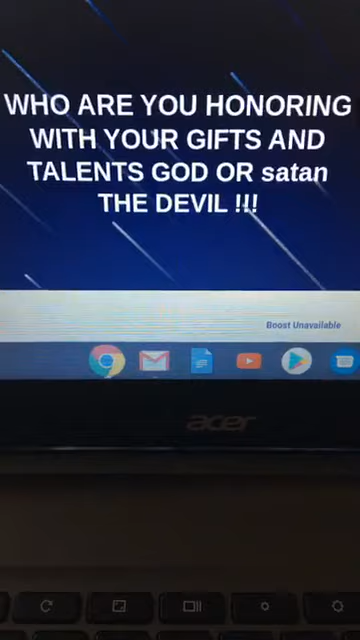 WHO ARE YOU HONORING
WITH YOUR GIFTS AND
TALENTS GOD OR satan
THE DEVIL !!!
Boost Unavailable
acer